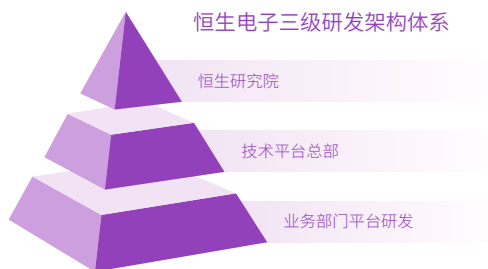 恒生电子三级研发架构体系
恒生研究院
技术平台总部
业务部门平台研发